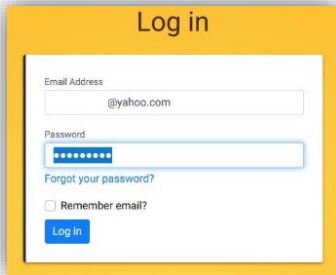 Log in
Email Address
@yahoo.com
Password
•••••••••
Forgot your password?
Remember email?
Log in